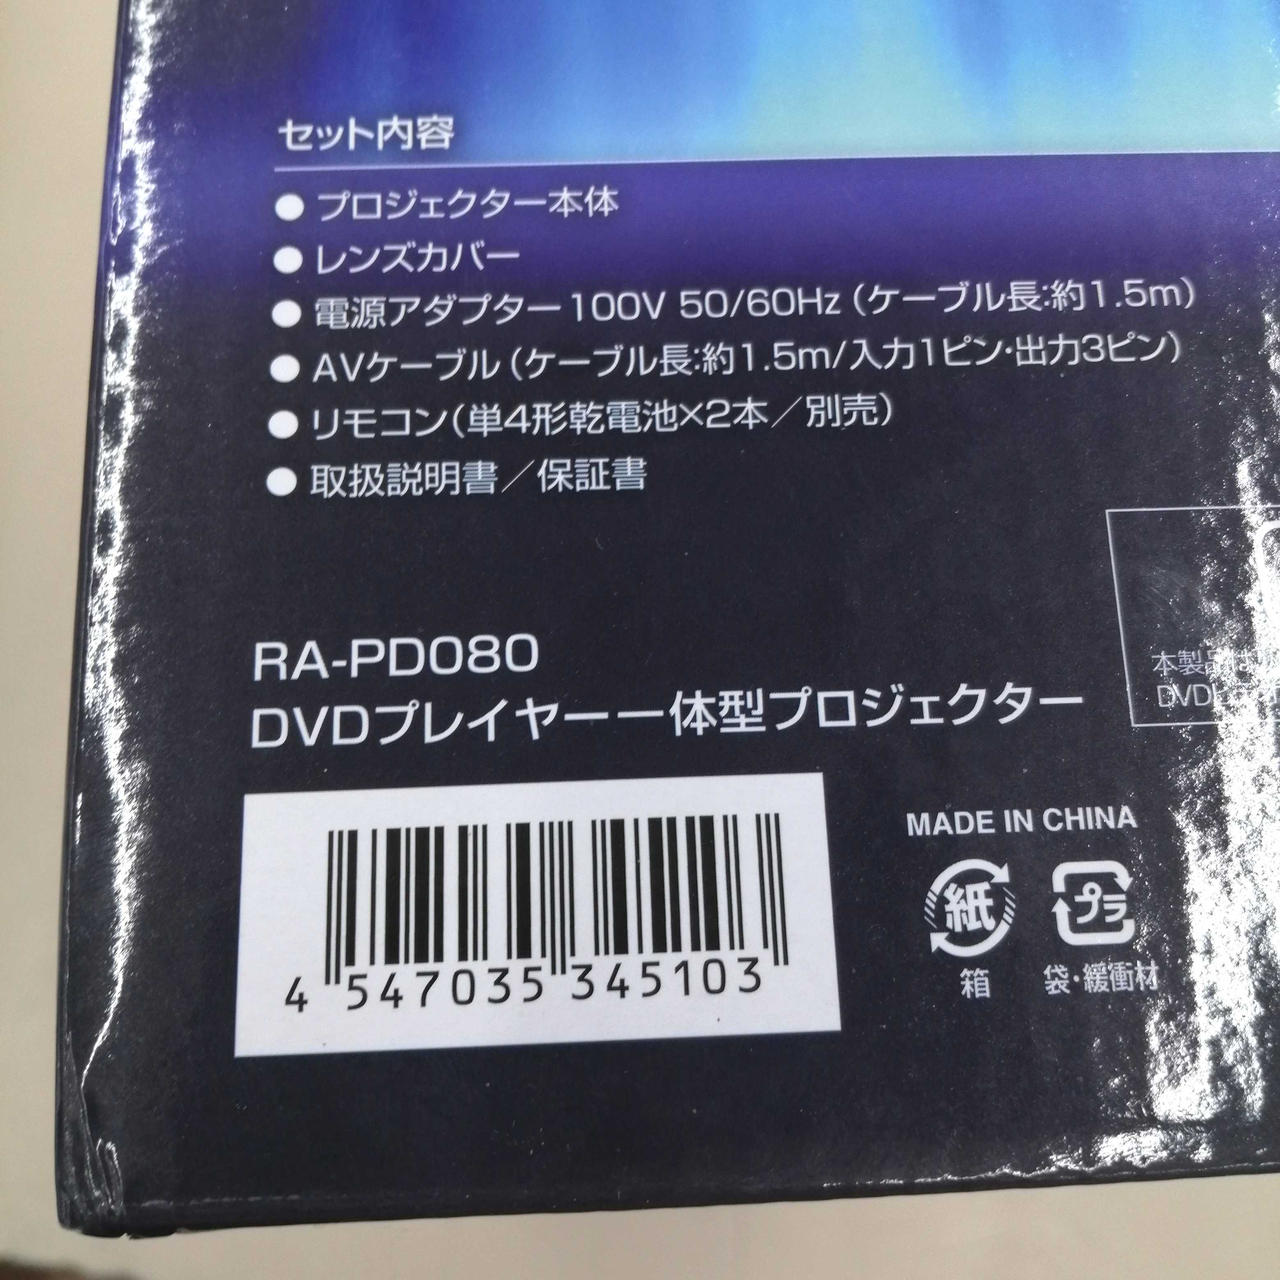 セット内容
● プロジェクター本体
● レンズカバー
● 電源アダプター100V 50/60Hz(ケーブル長:約1.5m)
● AVケーブル(ケーブル長:約1.5m/入力1ピン・出力3ピン)
● リモコン(単4形乾電池×2本／別売)
● 取扱説明書／保証書
本製品は
DVD
RA-PD080
DVDプレイヤー一体型プロジェクター
MADE IN CHINA
紙
プラ
箱
袋・緩衝材
4 547035 345103